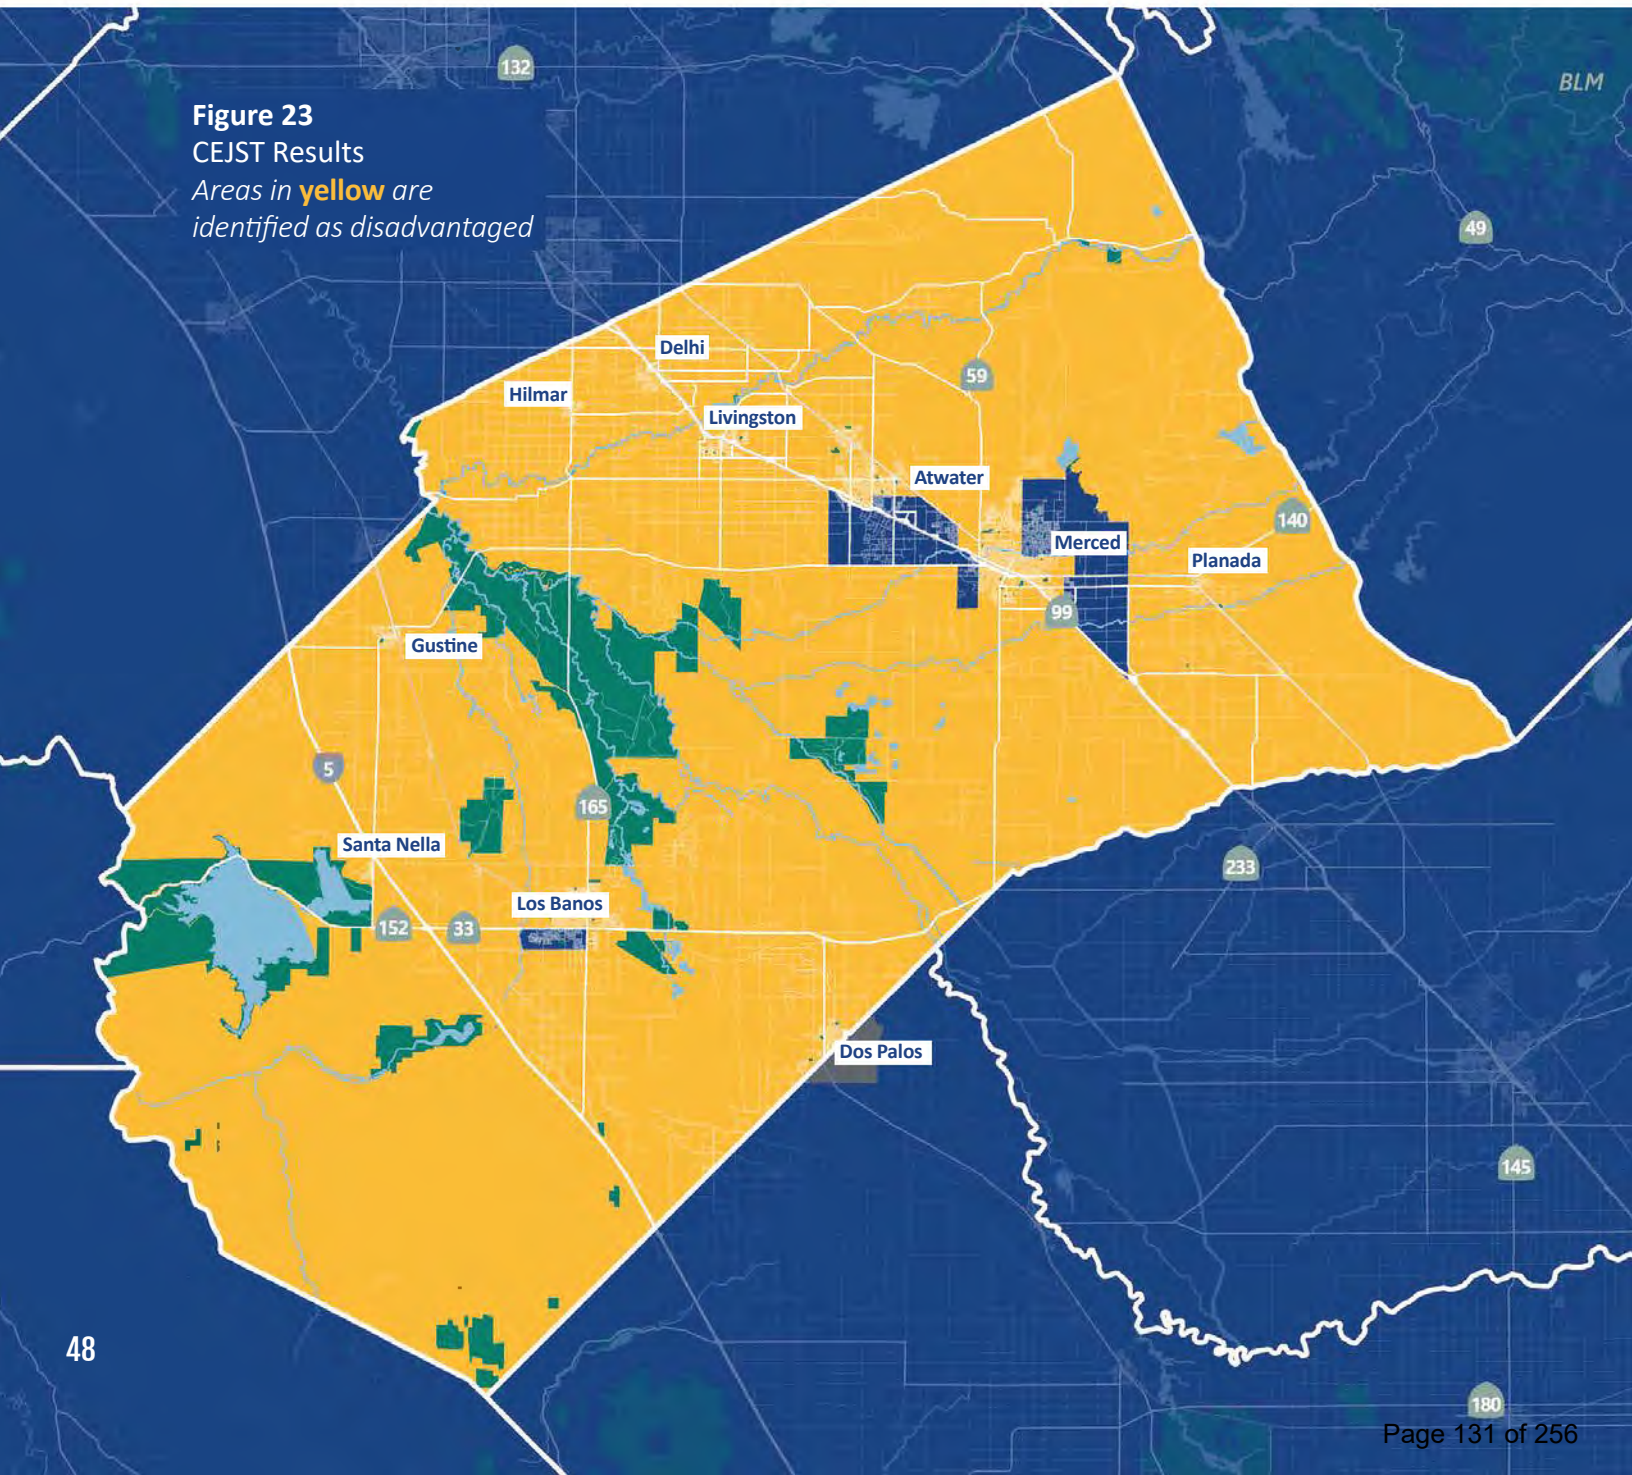 132
BLM
Figure 23
CEJST Results
Areas in yellow are
identified as disadvantaged
49
Delhi
59
Hilmar
Livingston
Atwater
140
Merced
Planada
99
Gustine
5
165
Santa Nella
233
Los Banos
152
33
Dos Palos
145
48
180
Page 131 of 256